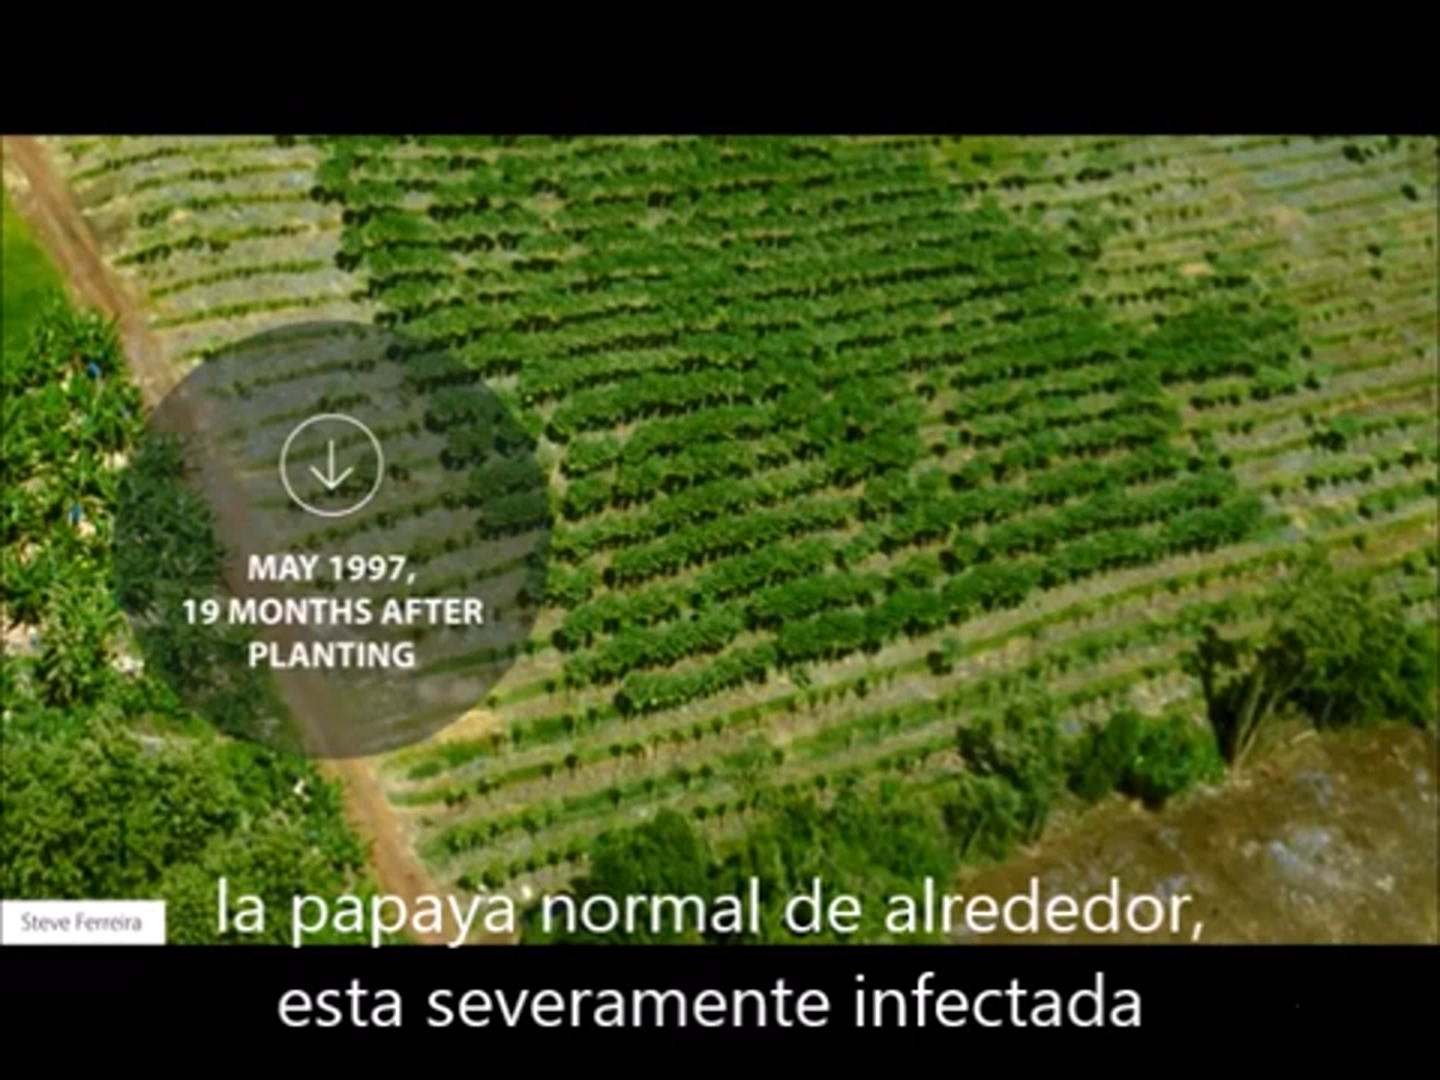 MAY 1997,
19 MONTHS AFTER
PLANTING
Steve Ferreira
la papaya normal de alrededor,
esta severamente infectada